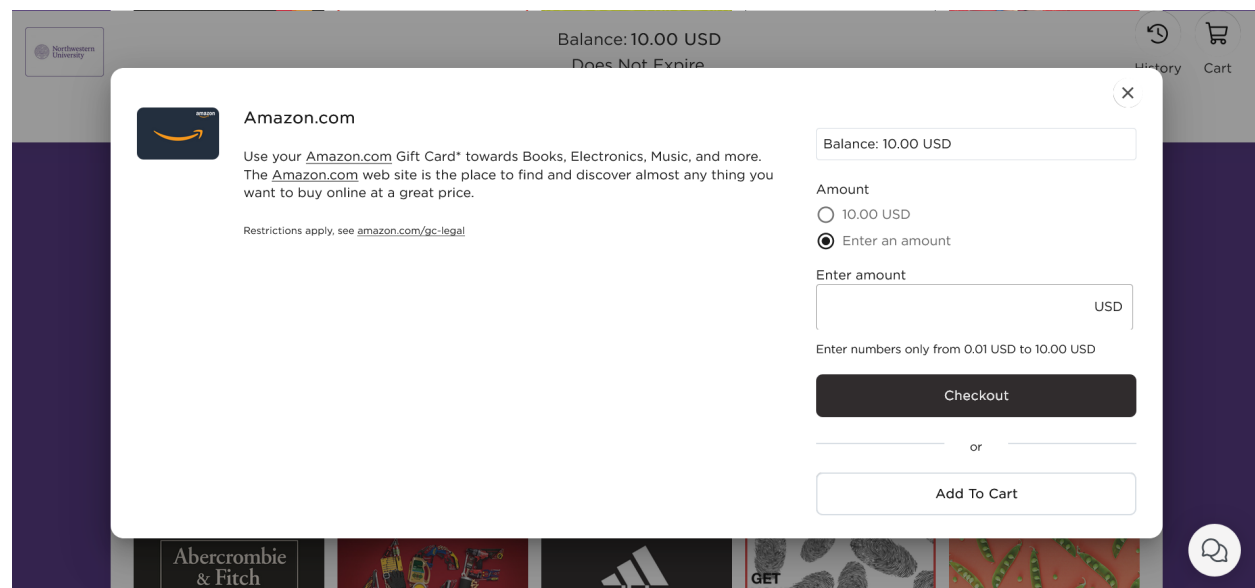 Northwestern
University
Balance: 10.00 USD
Does Not Expire
History
Cart
amazon
Amazon.com
Use your Amazon.com Gift Card* towards Books, Electronics, Music, and more.
The Amazon.com web site is the place to find and discover almost any thing you
want to buy online at a great price.
Restrictions apply, see amazon.com/gc-legal
Balance: 10.00 USD
Amount
10.00 USD
Enter an amount
Enter amount
USD
Enter numbers only from 0.01 USD to 10.00 USD
Checkout
or
Add To Cart
Abercrombie
& Fitch
GET